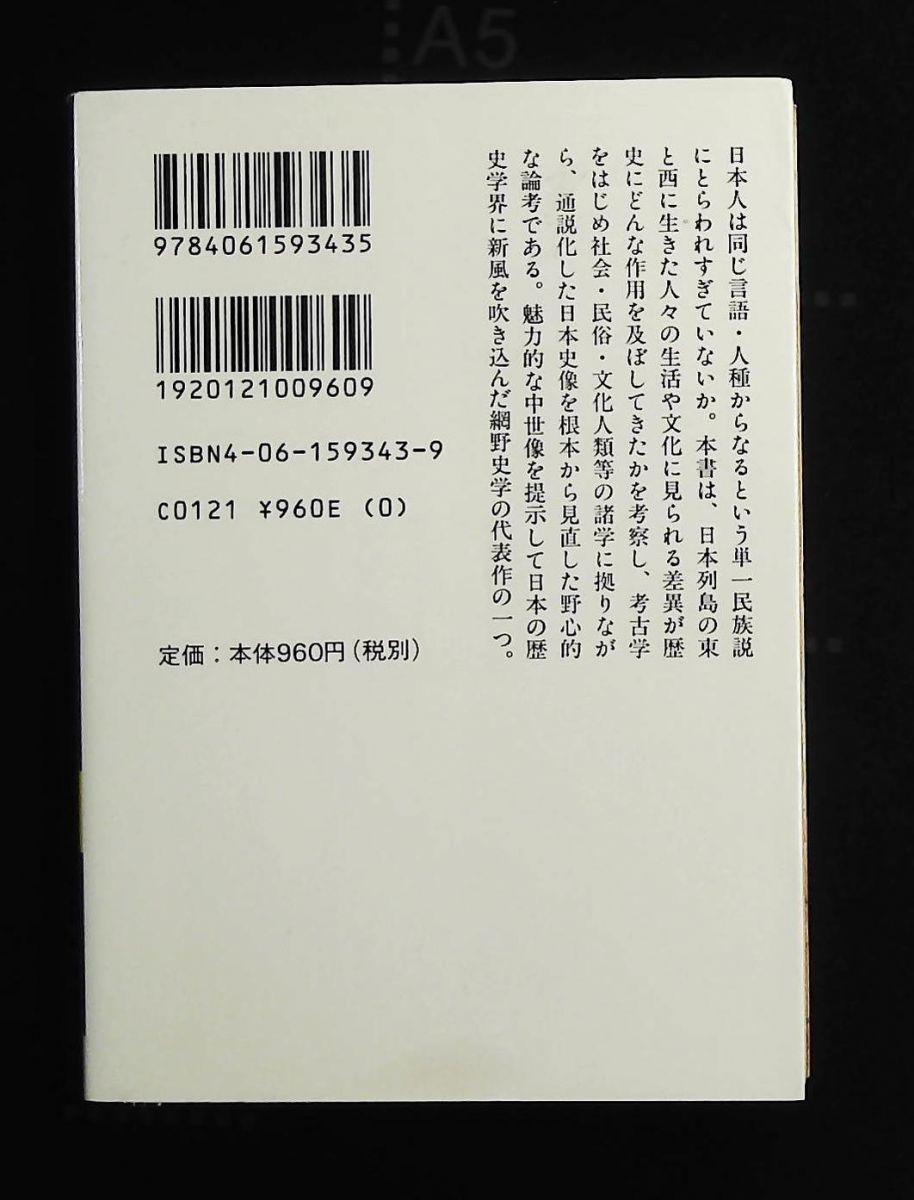 A5
日本人は同じ言語・人種からなるという単一民族説
にとらわれすぎていないか。本書は、日本列島の東
と西に生きた人々の生活や文化に見られる差異が歴
史にどんな作用を及ぼしてきたかを考察し、考古学
をはじめ社会・民俗・文化人類等の諸学に拠りなが
ら、通説化した日本史像を根本から見直した野心的
な論考である。魅力的な中世像を提示して日本の歴
史学界に新風を吹き込んだ網野史学の代表作の一つ。
9784061593435
1920121009609
ISBN4-06-159343-9
C0121 ¥960E (0)
定価：本体960円（税別）